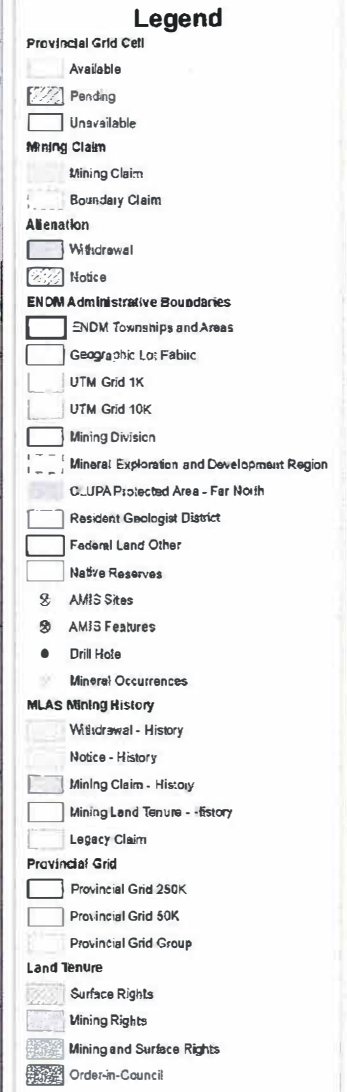 Legend
Provincial Grid Cell
Available
Pending
Unavailable
Mining Claim
Mining Claim
Boundary Claim
Alienation
Withdrawal
Notice
ENDM Administrative Boundaries
ENDM Townships and Areas
Geographic Lot Fabric
UTM Grid 1K
UTM Grid 10K
Mining Division
Mineral Exploration and Development Region
CLUPA Protected Area - Far North
Resident Geologist District
Federal Land Other
Native Reserves
AMIS Sites
AMIS Features
Drill Hole
Mineral Occurrences
MLAS Mining History
Withdrawal - History
Notice - History
Mining Claim - History
Mining Land Tenure - History
Legacy Claim
Provincial Grid
Provincial Grid 250K
Provincial Grid 50K
Provincial Grid Group
Land Tenure
Surface Rights
Mining Rights
Mining and Surface Rights
Order-in-Council